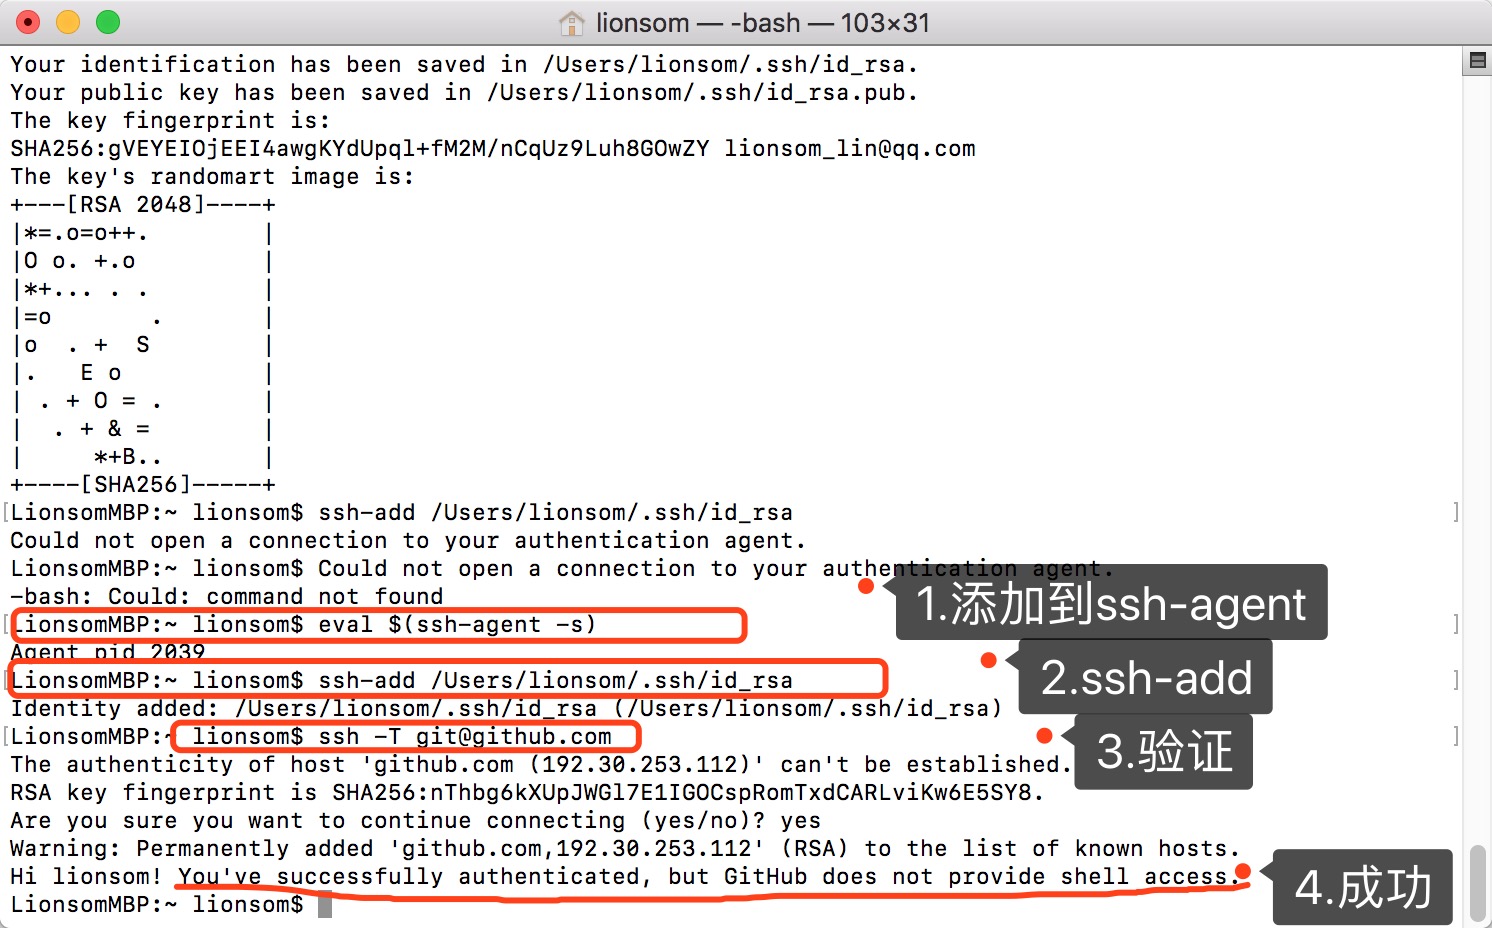 lionsom — -bash — 103×31
Your identification has been saved in /Users/lionsom/.ssh/id_rsa.
Your public key has been saved in /Users/lionsom/.ssh/id_rsa.pub.
The key fingerprint is:
SHA256:gVEYEIOjEEI4awgKYdUpql+fM2M/nCqUz9Luh8GOwZY lionsom_lin@qq.com
The key's randomart image is:
+---[RSA 2048]----+
|*=.o=o++.        |
|O o. +.o         |
|*+... . .        |
|=o       .       |
|o  . +  S        |
|.   E o          |
| . + O = .       |
|  . + & =        |
|     *+B..       |
+----[SHA256]-----+
[LionsomMBP:~ lionsom$ ssh-add /Users/lionsom/.ssh/id_rsa ]
Could not open a connection to your authentication agent.
LionsomMBP:~ lionsom$ Could not open a connection to your authentication agent.
-bash: Could: command not found
1.添加到ssh-agent
[LionsomMBP:~ lionsom$ eval $(ssh-agent -s) ]
Agent pid 2039
2.ssh-add
[LionsomMBP:~ lionsom$ ssh-add /Users/lionsom/.ssh/id_rsa ]
Identity added: /Users/lionsom/.ssh/id_rsa (/Users/lionsom/.ssh/id_rsa)
[LionsomMBP:~ lionsom$ ssh -T git@github.com ]
3.验证
The authenticity of host 'github.com (192.30.253.112)' can't be established.
RSA key fingerprint is SHA256:nThbg6kXUpJWGl7E1IGOCspRomTxdCARLviKw6E5SY8.
Are you sure you want to continue connecting (yes/no)? yes
Warning: Permanently added 'github.com,192.30.253.112' (RSA) to the list of known hosts.
Hi lionsom! You've successfully authenticated, but GitHub does not provide shell access.
4.成功
LionsomMBP:~ lionsom$